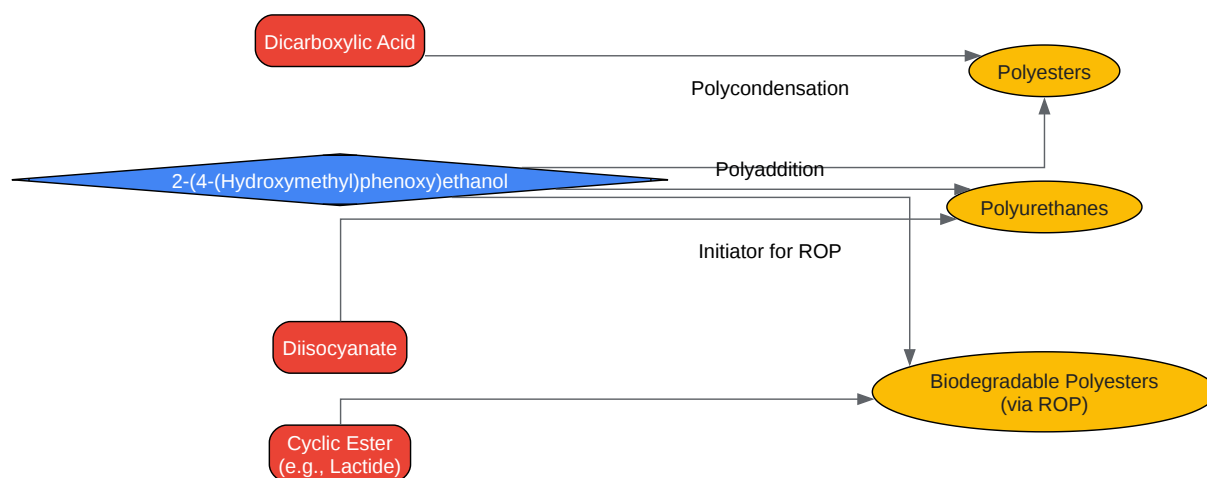 Dicarboxylic Acid
Polyesters
Polycondensation
Polyaddition
2-(4-(Hydroxymethyl)phenoxy)ethanol
Polyurethanes
Initiator for ROP
Diisocyanate
Biodegradable Polyesters
(via ROP)
Cyclic Ester
(e.g., Lactide)